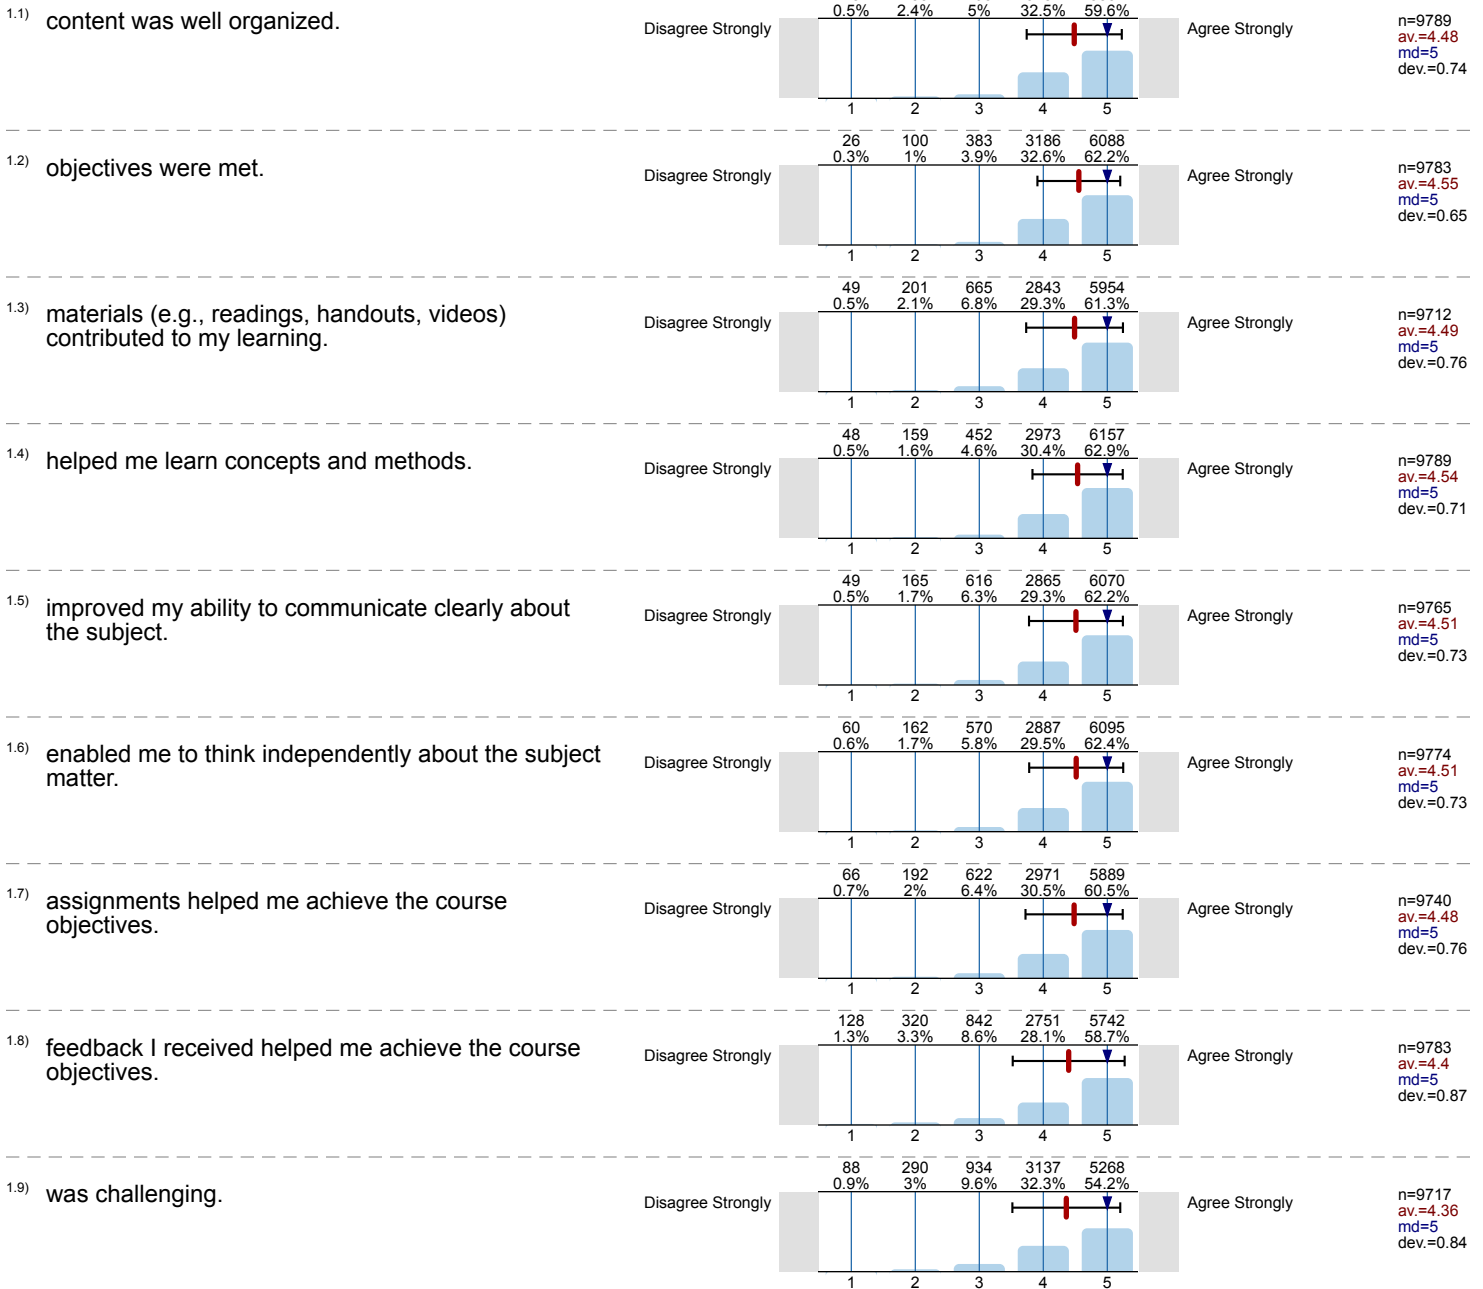 1.1) content was well organized.
0.5% 2.4% 5% 32.5% 59.6%
Disagree Strongly
Agree Strongly
n=9789
av.=4.48
md=5
dev.=0.74
1 2 3 4 5
1.2) objectives were met.
26 100 383 3186 6088
0.3% 1% 3.9% 32.6% 62.2%
Disagree Strongly
Agree Strongly
n=9783
av.=4.55
md=5
dev.=0.65
1 2 3 4 5
1.3) materials (e.g., readings, handouts, videos)
contributed to my learning.
49 201 665 2843 5954
0.5% 2.1% 6.8% 29.3% 61.3%
Disagree Strongly
Agree Strongly
n=9712
av.=4.49
md=5
dev.=0.76
1 2 3 4 5
1.4) helped me learn concepts and methods.
48 159 452 2973 6157
0.5% 1.6% 4.6% 30.4% 62.9%
Disagree Strongly
Agree Strongly
n=9789
av.=4.54
md=5
dev.=0.71
1 2 3 4 5
1.5) improved my ability to communicate clearly about
the subject.
49 165 616 2865 6070
0.5% 1.7% 6.3% 29.3% 62.2%
Disagree Strongly
Agree Strongly
n=9765
av.=4.51
md=5
dev.=0.73
1 2 3 4 5
1.6) enabled me to think independently about the subject
matter.
60 162 570 2887 6095
0.6% 1.7% 5.8% 29.5% 62.4%
Disagree Strongly
Agree Strongly
n=9774
av.=4.51
md=5
dev.=0.73
1 2 3 4 5
1.7) assignments helped me achieve the course
objectives.
66 192 622 2971 5889
0.7% 2% 6.4% 30.5% 60.5%
Disagree Strongly
Agree Strongly
n=9740
av.=4.48
md=5
dev.=0.76
1 2 3 4 5
1.8) feedback I received helped me achieve the course
objectives.
128 320 842 2751 5742
1.3% 3.3% 8.6% 28.1% 58.7%
Disagree Strongly
Agree Strongly
n=9783
av.=4.4
md=5
dev.=0.87
1 2 3 4 5
1.9) was challenging.
88 290 934 3137 5268
0.9% 3% 9.6% 32.3% 54.2%
Disagree Strongly
Agree Strongly
n=9717
av.=4.36
md=5
dev.=0.84
1 2 3 4 5